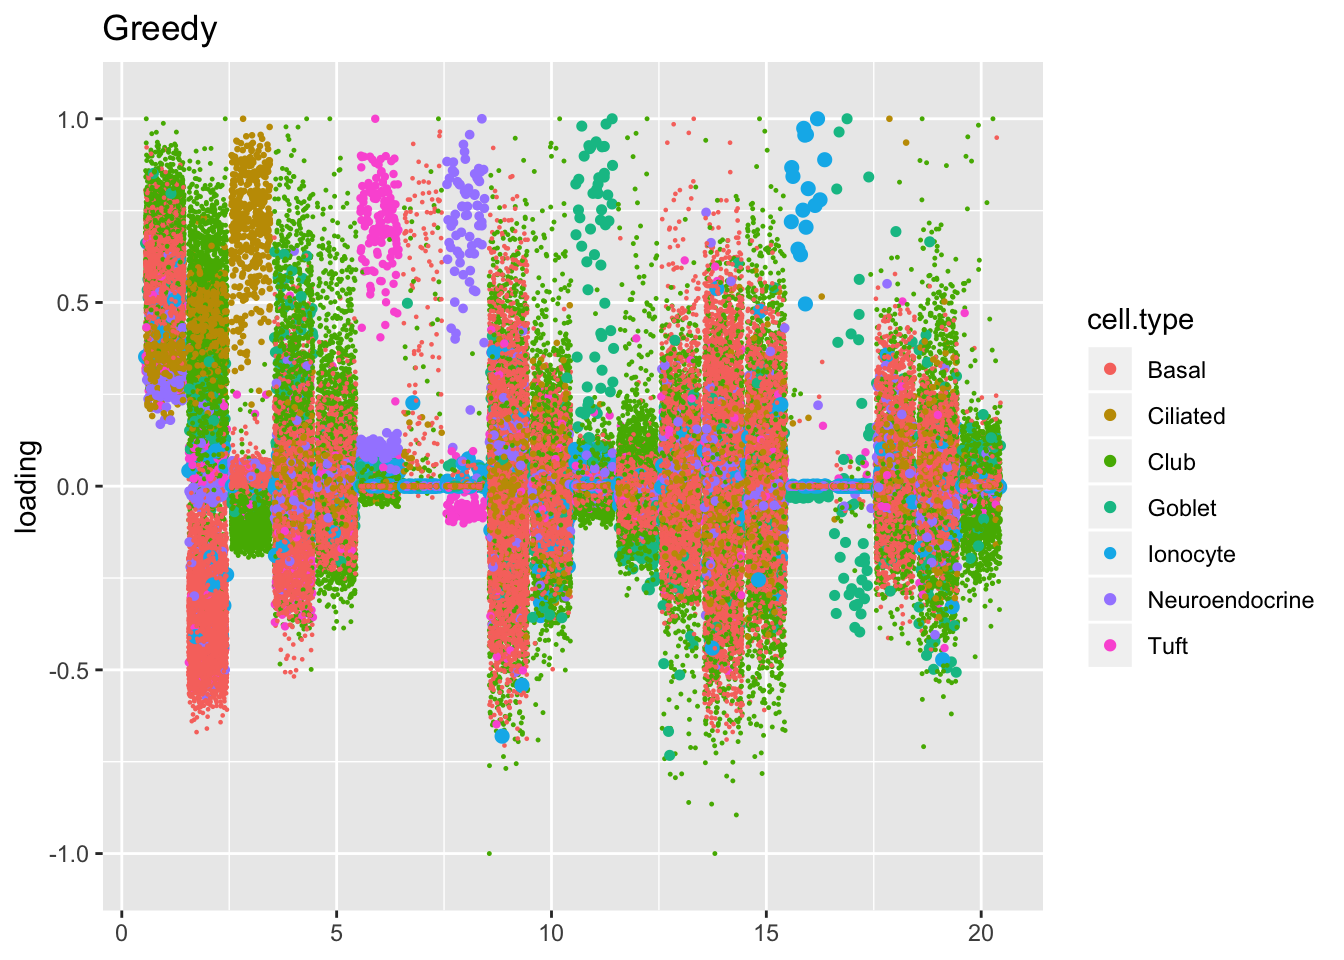 Greedy
1.0
0.5
0.0
-0.5
-1.0
loading
0
5
10
15
20
cell.type
Basal
Ciliated
Club
Goblet
Ionocyte
Neuroendocrine
Tuft